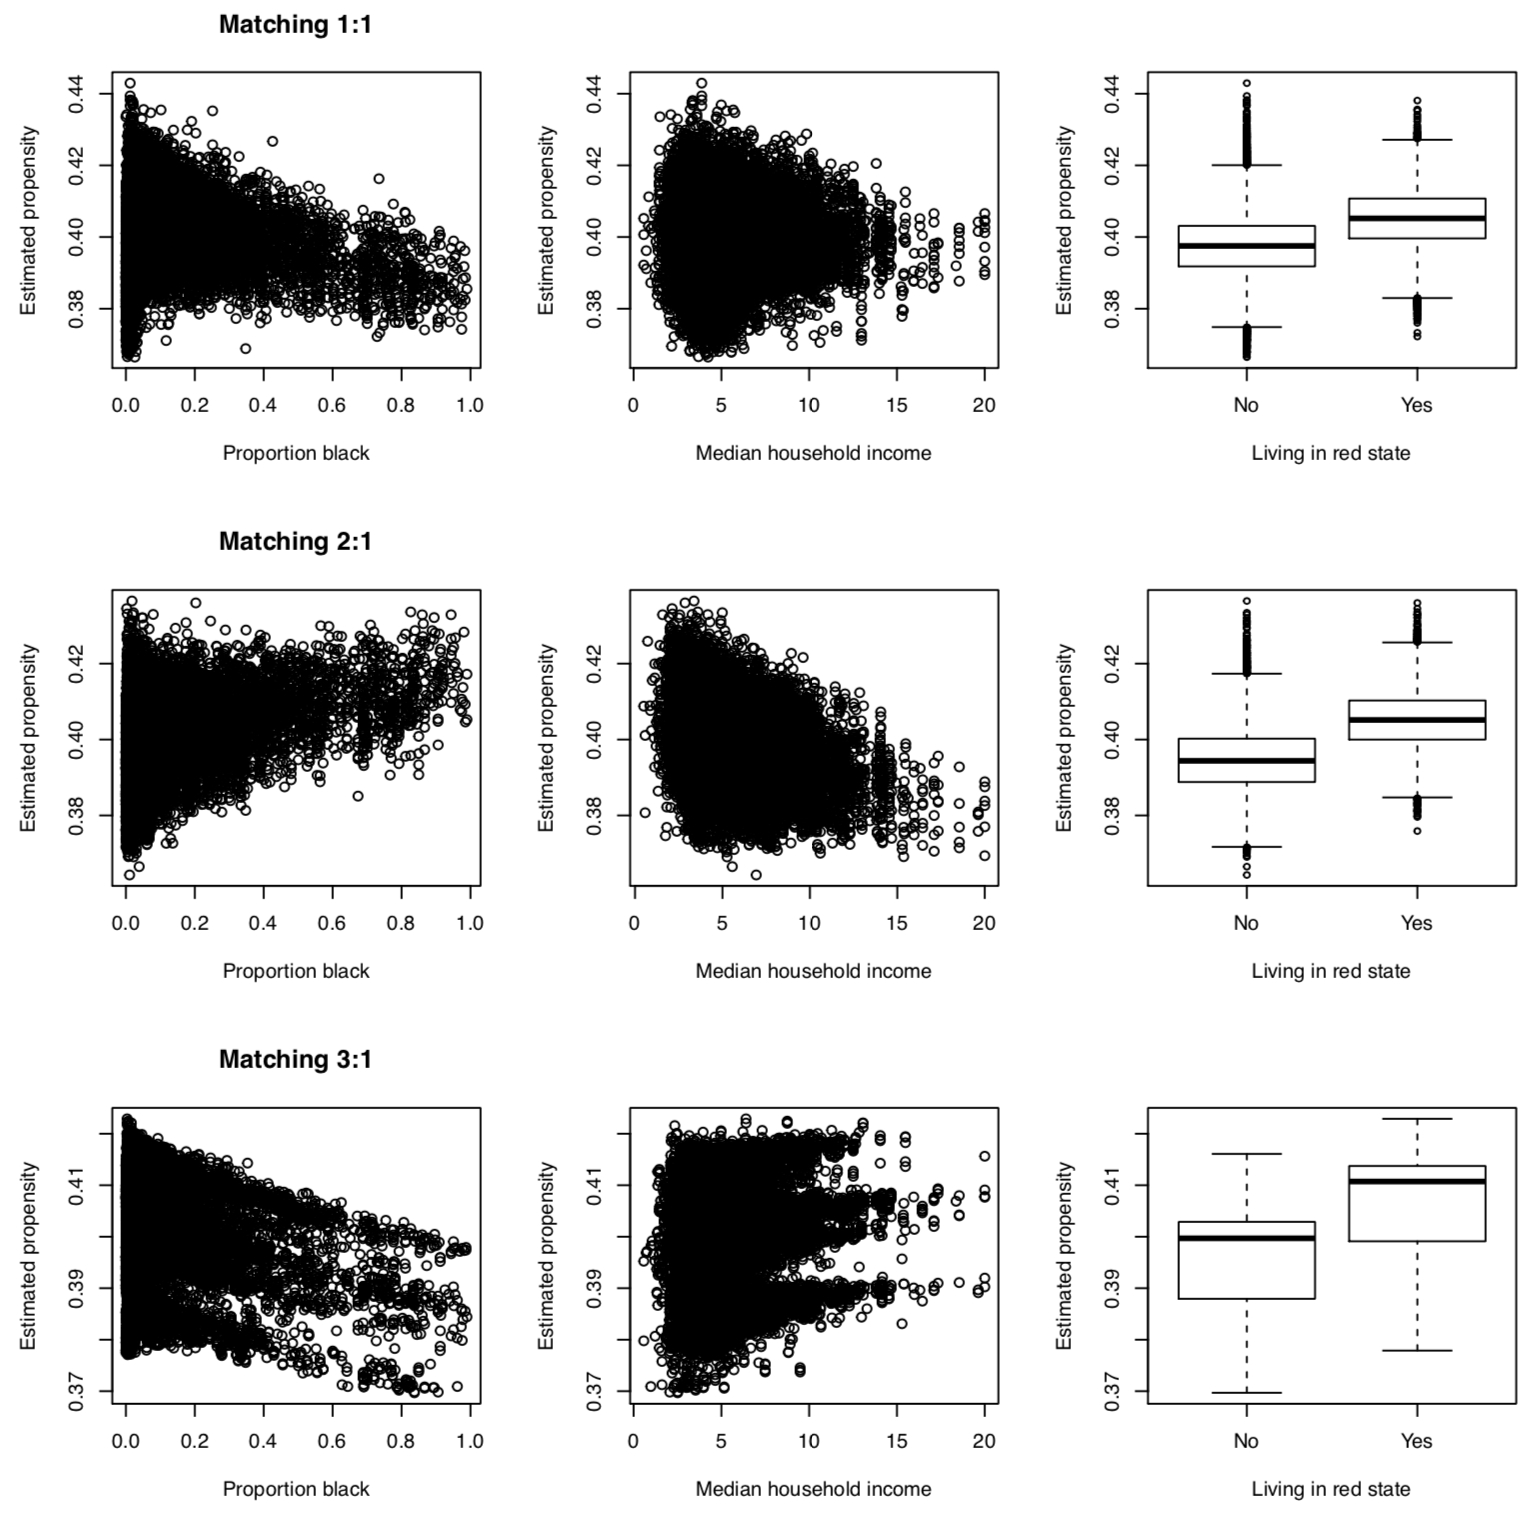 Matching 1:1
Estimated propensity
0.44
0.42
0.40
0.38
0.0 0.2 0.4 0.6 0.8 1.0
Proportion black
Estimated propensity
0.44
0.42
0.40
0.38
0 5 10 15 20
Median household income
Estimated propensity
0.44
0.42
0.40
0.38
No Yes
Living in red state
Matching 2:1
Estimated propensity
0.42
0.40
0.38
0.0 0.2 0.4 0.6 0.8 1.0
Proportion black
Estimated propensity
0.42
0.40
0.38
0 5 10 15 20
Median household income
Estimated propensity
0.42
0.40
0.38
No Yes
Living in red state
Matching 3:1
Estimated propensity
0.41
0.39
0.37
0.0 0.2 0.4 0.6 0.8 1.0
Proportion black
Estimated propensity
0.41
0.39
0.37
0 5 10 15 20
Median household income
Estimated propensity
0.41
0.39
0.37
No Yes
Living in red state